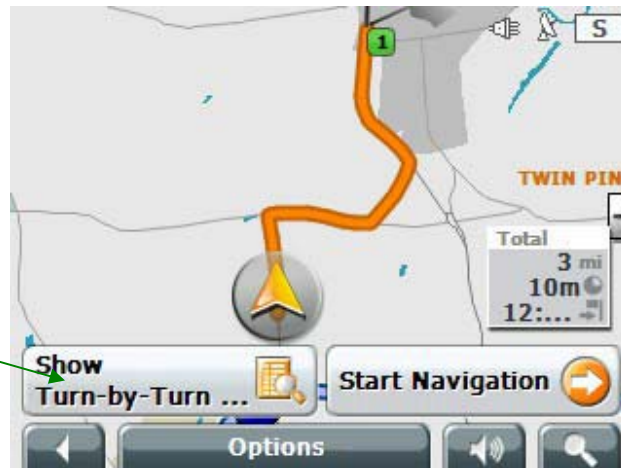 1
S
TWIN PIN
Total
3 mi
10m
12:...
Show
Turn-by-Turn ...
Start Navigation
Options